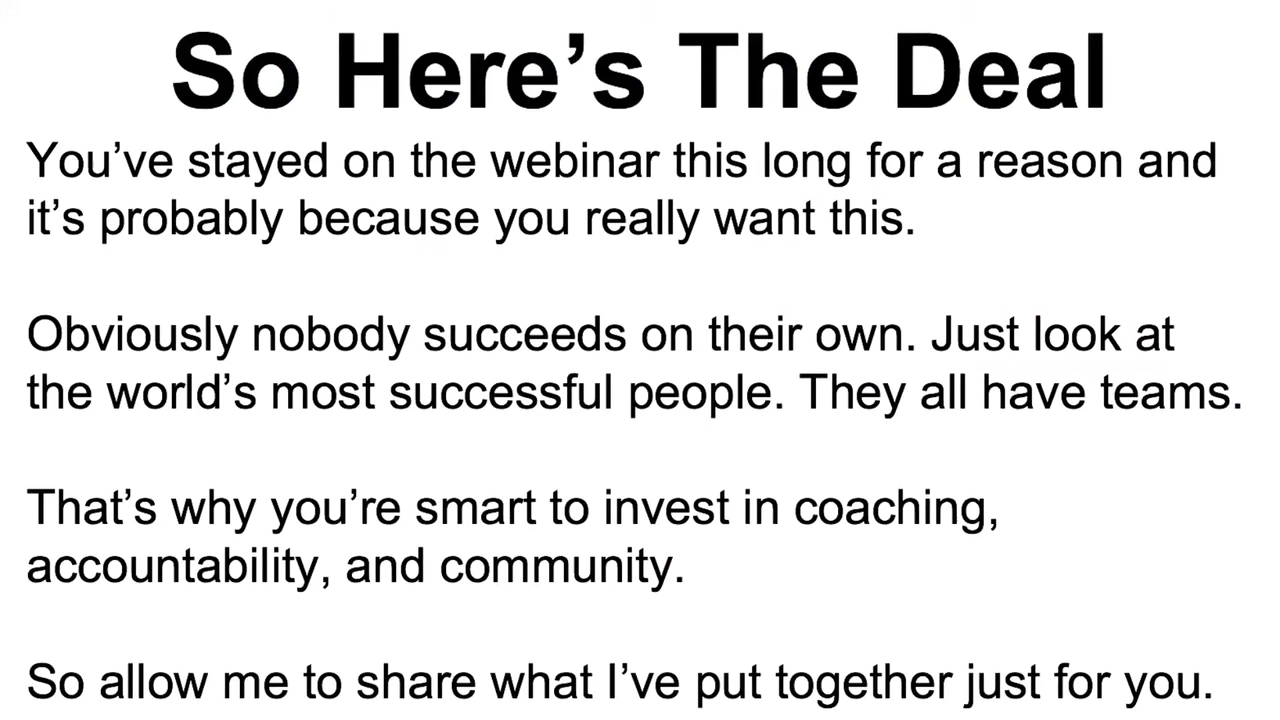 So Here’s The Deal
You’ve stayed on the webinar this long for a reason and
it’s probably because you really want this.
Obviously nobody succeeds on their own. Just look at
the world’s most successful people. They all have teams.
That’s why you’re smart to invest in coaching,
accountability, and community.
So allow me to share what I’ve put together just for you.